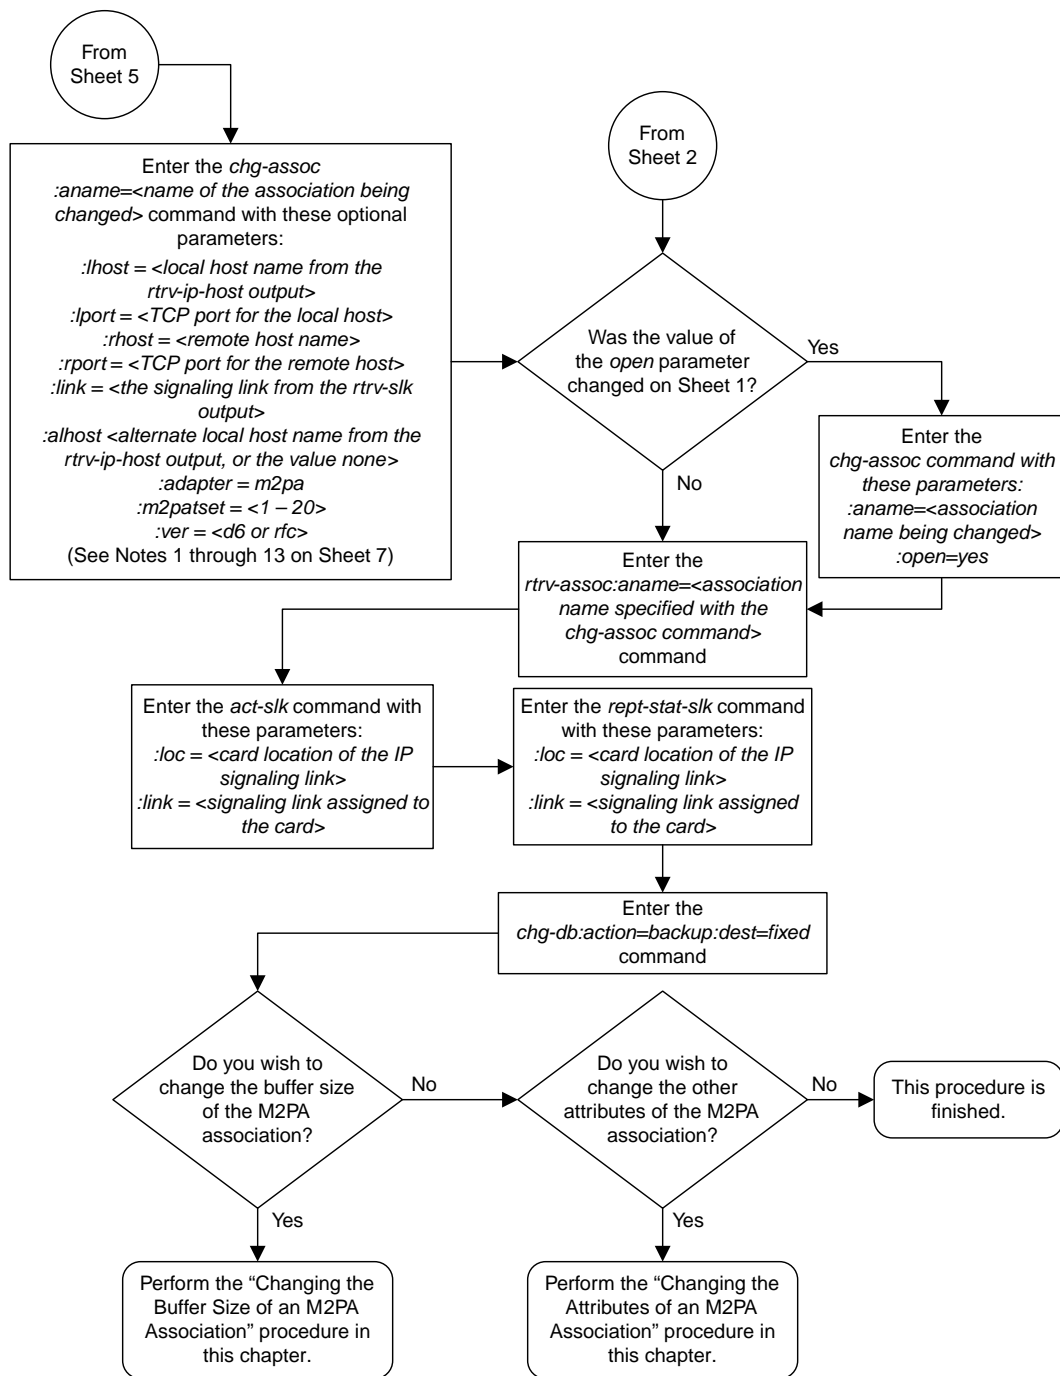 From
Sheet 5
Enter the chg-assoc
:aname=<name of the association being
changed> command with these optional
parameters:
:lhost = <local host name from the
rtrv-ip-host output>
:lport = <TCP port for the local host>
:rhost = <remote host name>
:rport = <TCP port for the remote host>
:link = <the signaling link from the rtrv-slk
output>
:alhost <alternate local host name from the
rtrv-ip-host output, or the value none>
:adapter = m2pa
:m2patset = <1 – 20>
:ver = <d6 or rfc>
(See Notes 1 through 13 on Sheet 7)
From
Sheet 2
Was the value of
the open parameter
changed on Sheet 1?
Yes
No
Enter the
chg-assoc command with
these parameters:
:aname=<association
name being changed>
:open=yes
Enter the
rtrv-assoc:aname=<association
name specified with the
chg-assoc command>
command
Enter the act-slk command with
these parameters:
:loc = <card location of the IP
signaling link>
:link = <signaling link assigned to
the card>
Enter the rept-stat-slk command
with these parameters:
:loc = <card location of the IP
signaling link>
:link = <signaling link assigned
to the card>
Enter the
chg-db:action=backup:dest=fixed
command
Do you wish to
change the buffer size
of the M2PA
association?
No
Yes
Do you wish to
change the other
attributes of the M2PA
association?
No
Yes
This procedure is
finished.
Perform the “Changing the
Buffer Size of an M2PA
Association” procedure in
this chapter.
Perform the “Changing the
Attributes of an M2PA
Association” procedure in
this chapter.